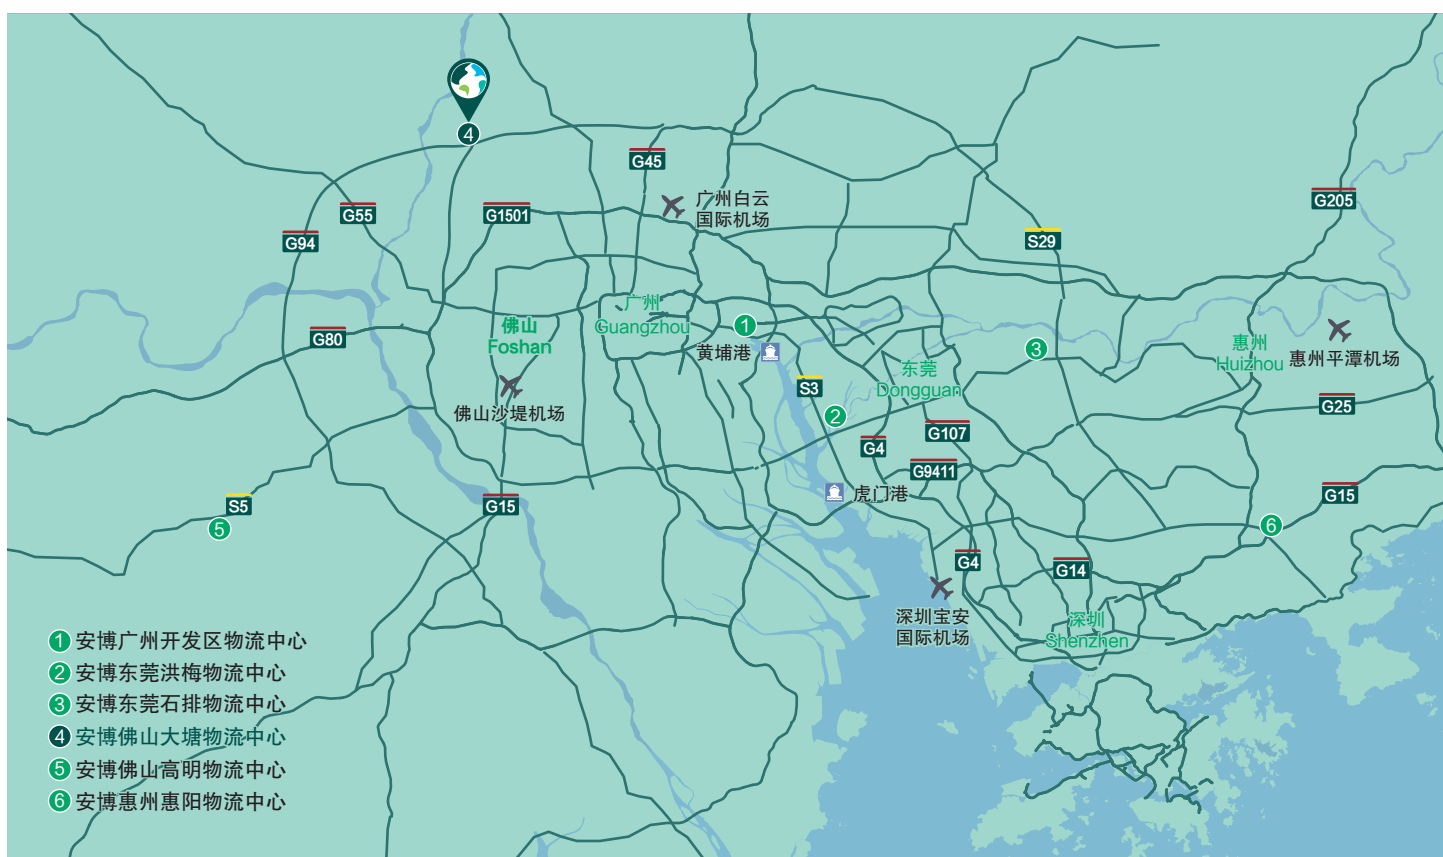 4
G45
广州白云
国际机场
G205
G55
G1501
G94
S29
广州
Guangzhou
佛山
Foshan
1
G80
黄埔港
3
惠州
Huizhou
惠州平潭机场
东莞
Dongguan
S3
佛山沙堤机场
2
G25
G107
G4
G9411
虎门港
G15
S5
G15
5
6
G4
G14
深圳宝安
国际机场
深圳
Shenzhen
1 安博广州开发区物流中心
2 安博东莞洪梅物流中心
3 安博东莞石排物流中心
4 安博佛山大塘物流中心
5 安博佛山高明物流中心
6 安博惠州惠阳物流中心